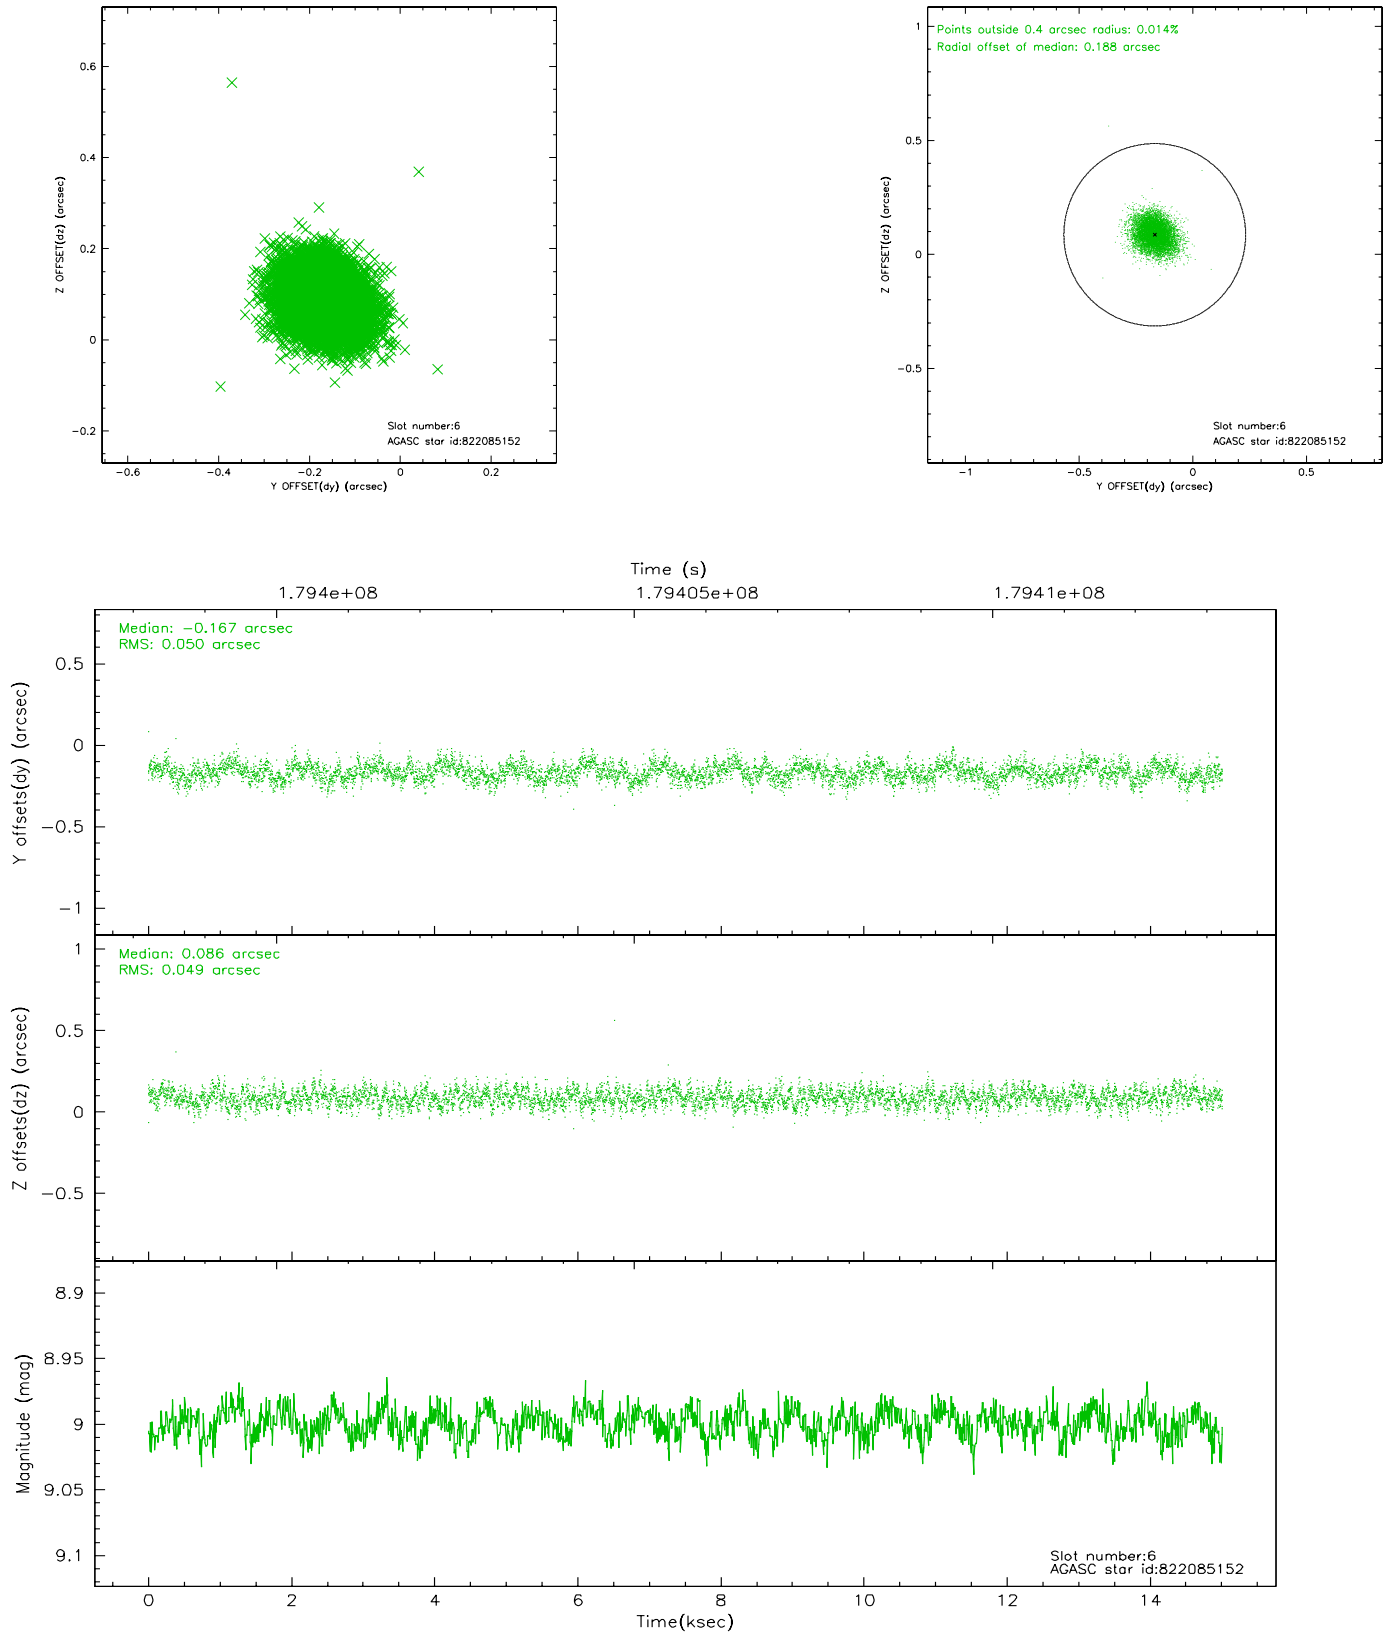 0.6
0.4
0.2
0
−0.2
Z OFFSET(dz) (arcsec)
Slot number:6
AGASC star id:822085152
−0.6 −0.4 −0.2 0 0.2
Y OFFSET(dy) (arcsec)
Points outside 0.4 arcsec radius: 0.014%
Radial offset of median: 0.188 arcsec
1
0.5
0
−0.5
Z OFFSET(dz) (arcsec)
Slot number:6
AGASC star id:822085152
−1 −0.5 0 0.5
Y OFFSET(dy) (arcsec)
Time (s)
1.794e+08 1.79405e+08 1.7941e+08
Median: −0.167 arcsec
RMS: 0.050 arcsec
0.5
0
−0.5
−1
Y offsets(dy) (arcsec)
Median: 0.086 arcsec
RMS: 0.049 arcsec
1
0.5
0
−0.5
Z offsets(dz) (arcsec)
8.9
8.95
9
9.05
9.1
Magnitude (mag)
Slot number:6
AGASC star id:822085152
0 2 4 6 8 10 12 14
Time(ksec)